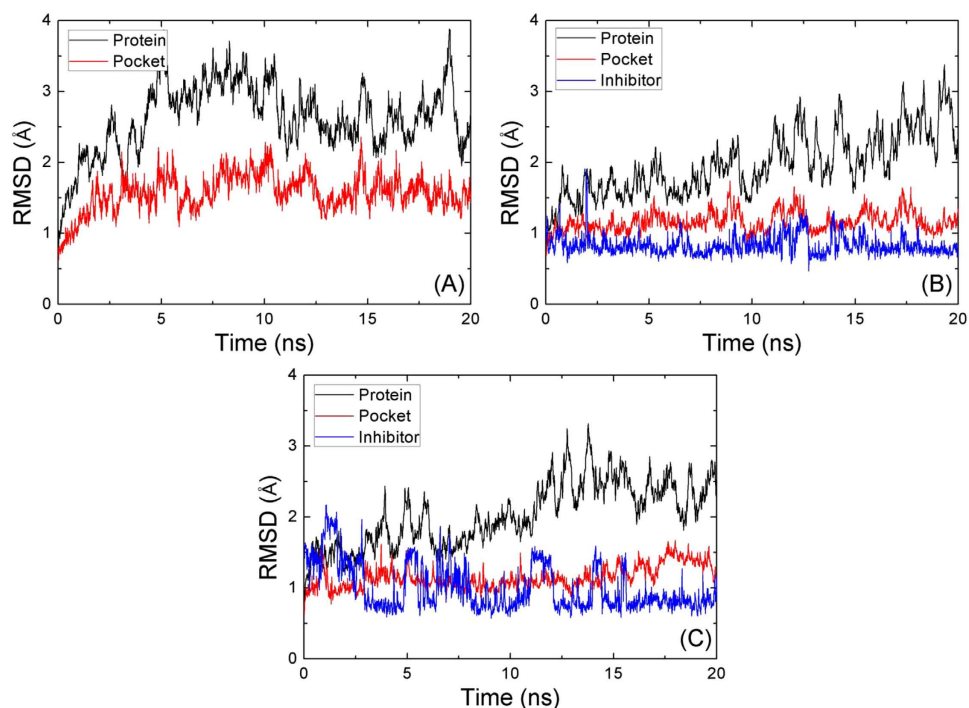 4
3
2
1
0
RMSD (Å)
Protein
Pocket
(A)
0 5 10 15 20
Time (ns)
4
3
2
1
0
RMSD (Å)
Protein
Pocket
Inhibitor
(B)
0 5 10 15 20
Time (ns)
4
3
2
1
0
RMSD (Å)
Protein
Pocket
Inhibitor
(C)
0 5 10 15 20
Time (ns)